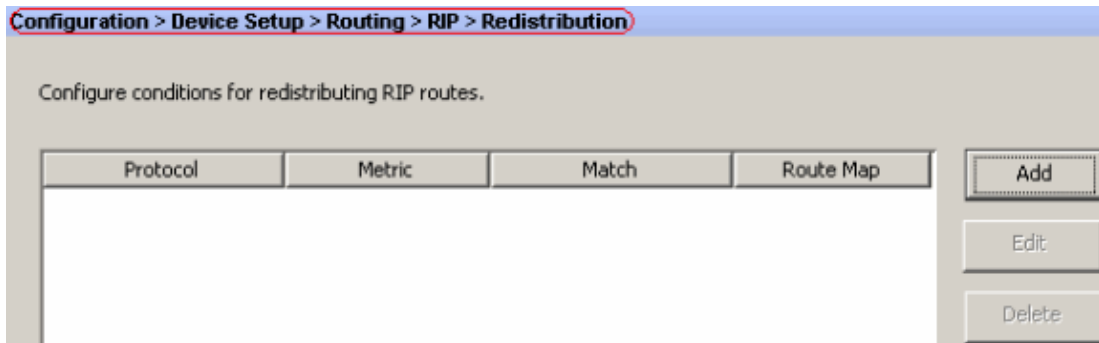 Configuration > Device Setup > Routing > RIP > Redistribution
Configure conditions for redistributing RIP routes.
Protocol Metric Match Route Map
Add
Edit
Delete